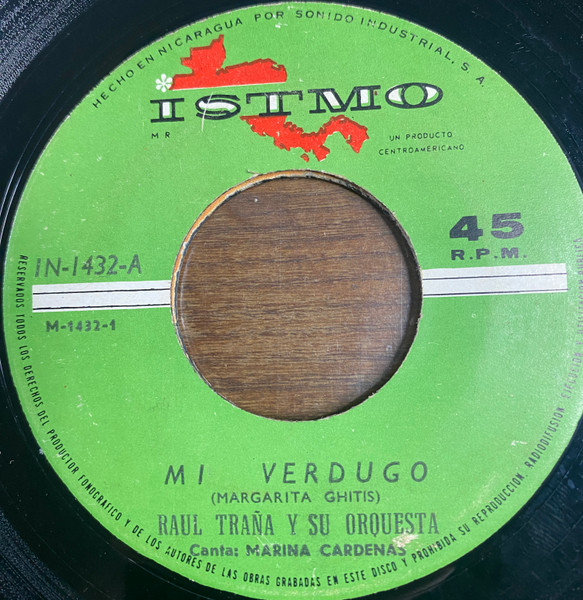 HECHO EN NICARAGUA POR SONIDO INDUSTRIAL, S. A.
ISTMO
M R
UN PRODUCTO
CENTROAMERICANO
45
R.P.M.
IN-1432-A
M-1432-1
MI VERDUGO
(MARGARITA GHITIS)
RAUL TRAÑA Y SU ORQUESTA
Canta: MARINA CARDENAS
RESERVADOS TODOS LOS DERECHOS DEL PRODUCTOR FONOGRAFICO Y DE LOS AUTORES DE LAS OBRAS GRABADAS EN ESTE DISCO Y PROHIBIDA SU REPRODUCCION, RADIODIFUSION